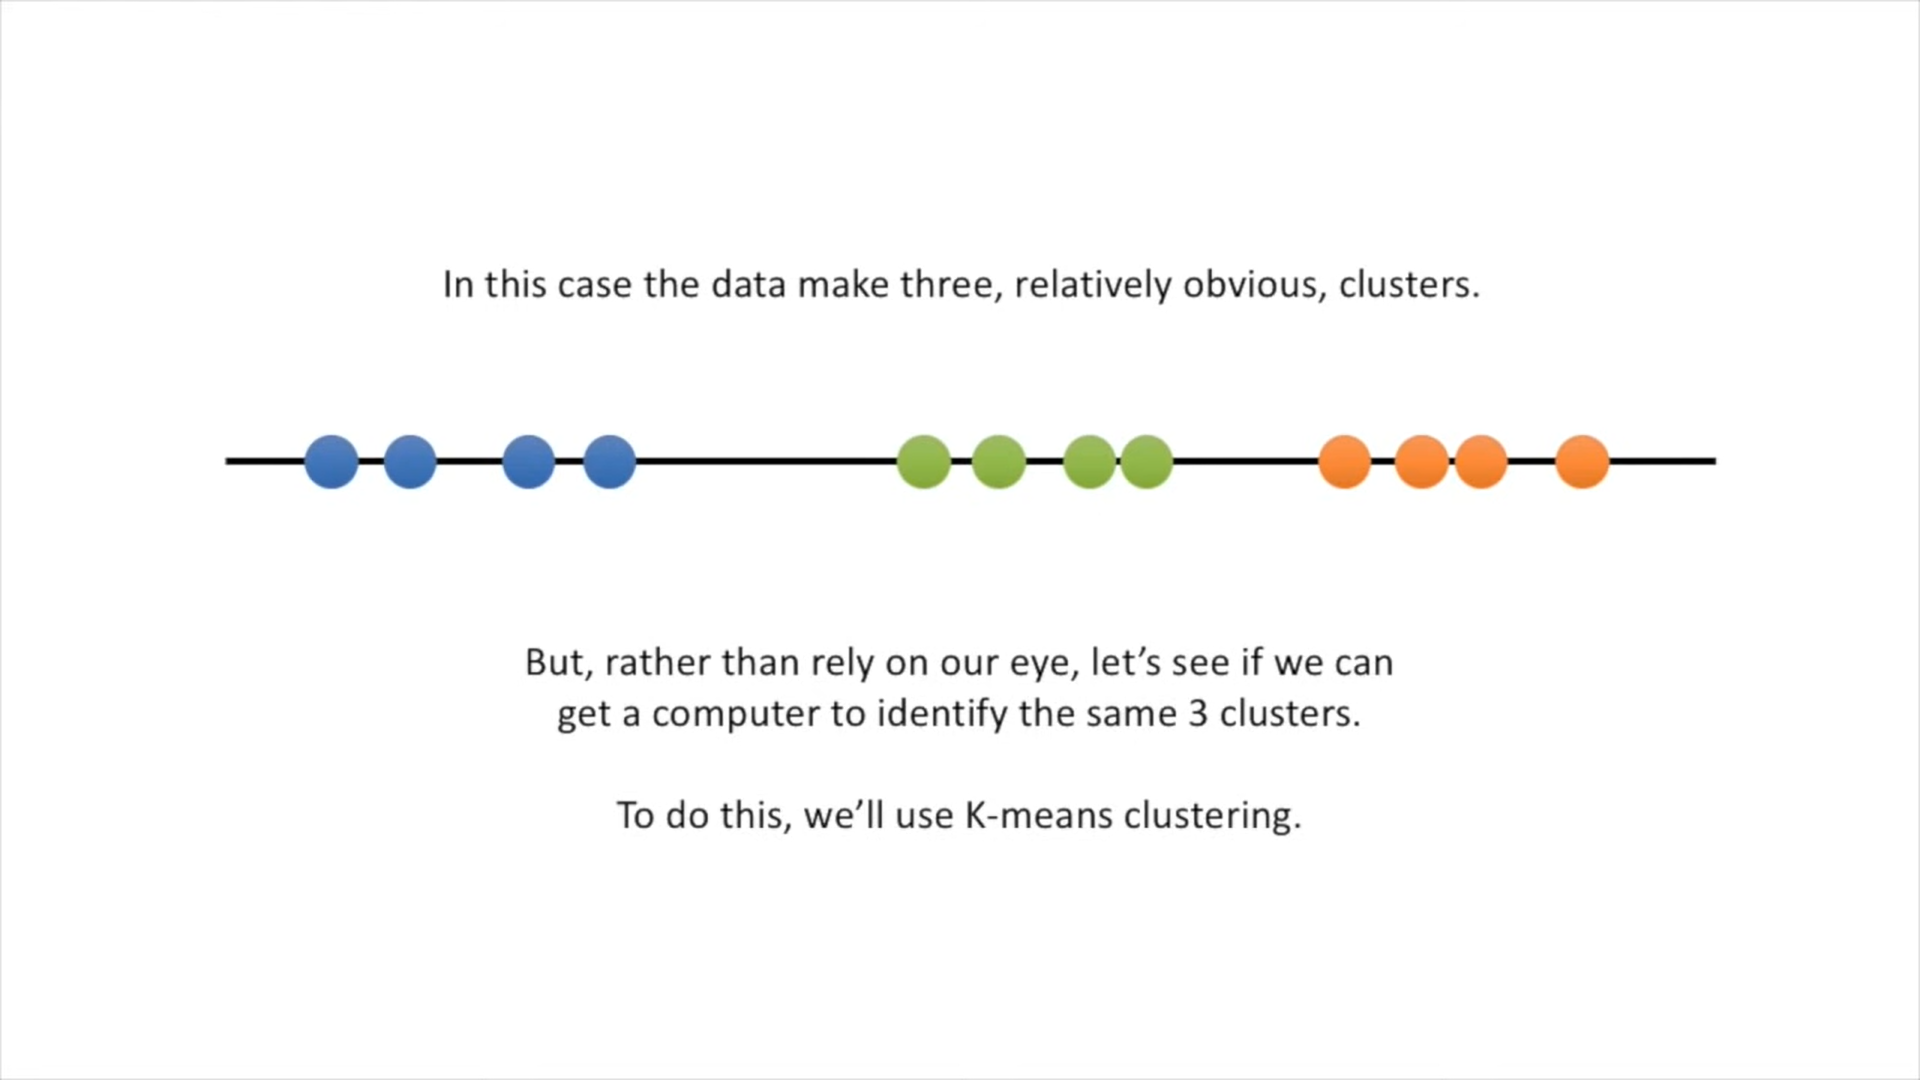 In this case the data make three, relatively obvious, clusters.
But, rather than rely on our eye, let’s see if we can
get a computer to identify the same 3 clusters.
To do this, we’ll use K-means clustering.